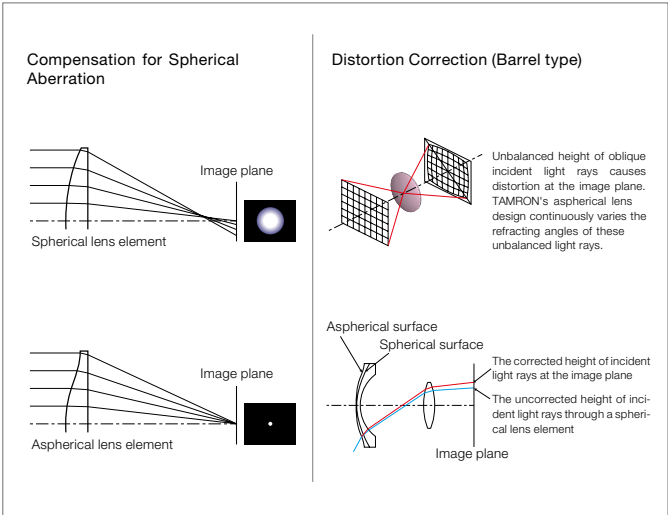 Compensation for Spherical
Aberration
Image plane
Spherical lens element
Image plane
Aspherical lens element
Distortion Correction (Barrel type)
Unbalanced height of oblique
incident light rays causes
distortion at the image plane.
TAMRON's aspherical lens
design continuously varies the
refracting angles of these
unbalanced light rays.
Aspherical surface
Spherical surface
The corrected height of incident
light rays at the image plane
The uncorrected height of inci-
dent light rays through a spheri-
cal lens element
Image plane